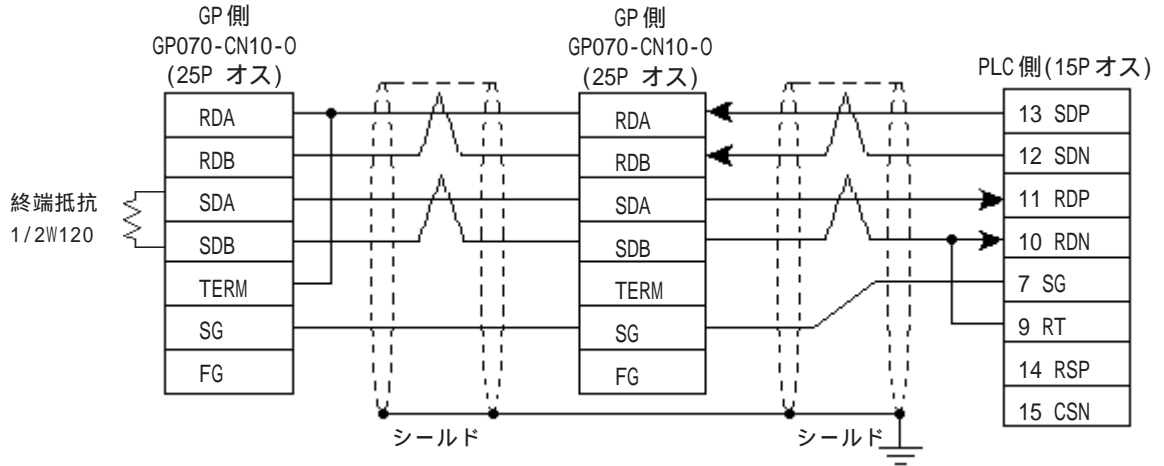 GP側
GP070-CN10-O
(25P オス)
RDA
RDB
SDA
SDB
TERM
SG
FG
終端抵抗
1/2W120
シールド
GP側
GP070-CN10-O
(25P オス)
RDA
RDB
SDA
SDB
TERM
SG
FG
シールド
PLC側(15Pオス)
13 SDP
12 SDN
11 RDP
10 RDN
7 SG
9 RT
14 RSP
15 CSN